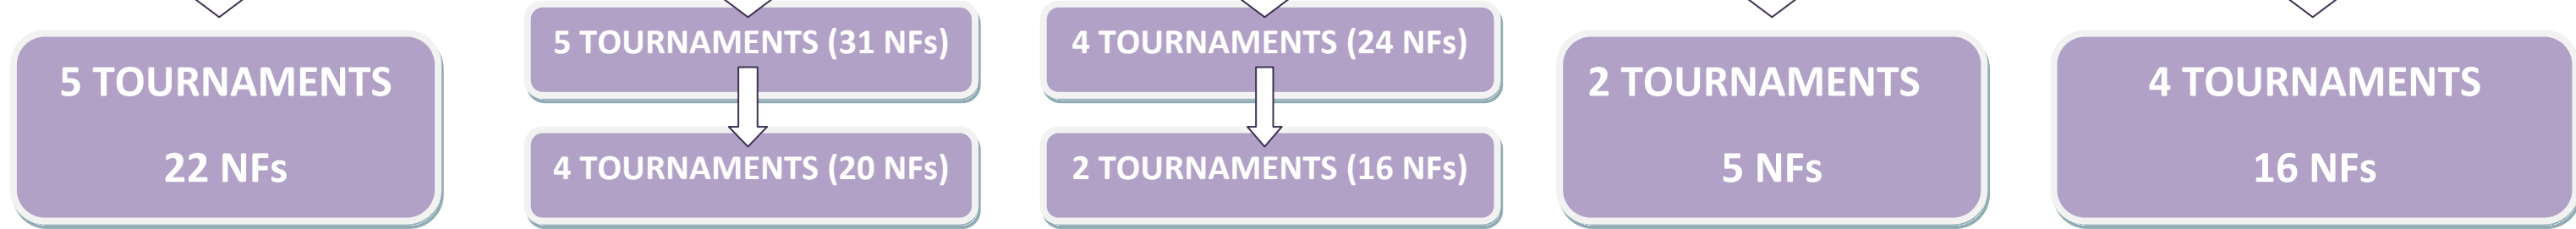 5 TOURNAMENTS
22 NFs
5 TOURNAMENTS (31 NFs)
4 TOURNAMENTS (20 NFs)
4 TOURNAMENTS (24 NFs)
2 TOURNAMENTS (16 NFs)
2 TOURNAMENTS
5 NFs
4 TOURNAMENTS
16 NFs